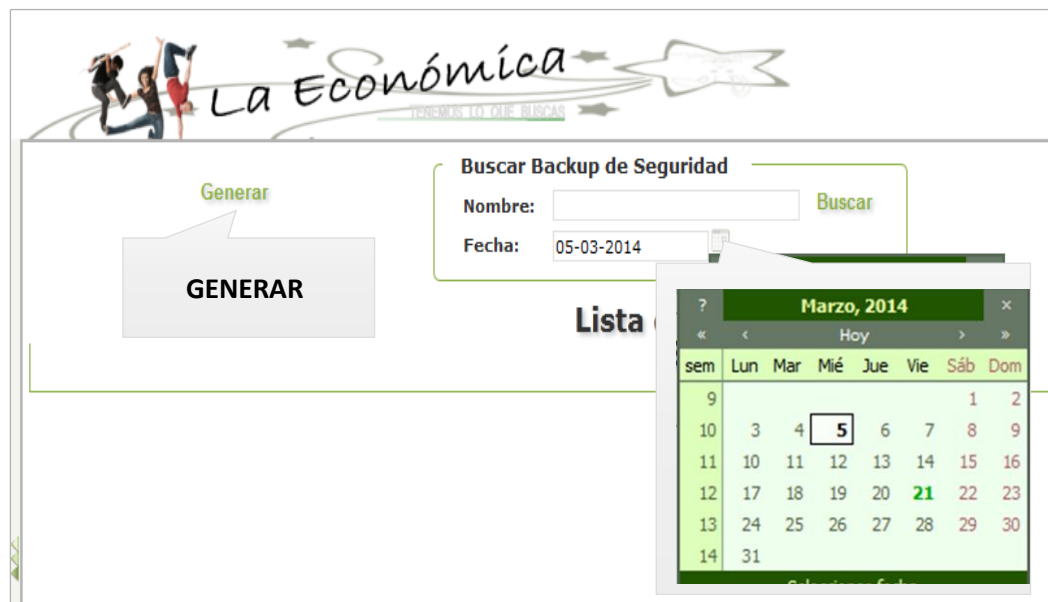 La Económica
TENEMOS LO QUE BUSCAS
Generar
GENERAR
Buscar Backup de Seguridad
Nombre:
Buscar
Fecha: 05-03-2014
Lista
? Marzo, 2014 ×
« ‹ Hoy › »
sem Lun Mar Mié Jue Vie Sáb Dom
9 1 2
10 3 4 5 6 7 8 9
11 10 11 12 13 14 15 16
12 17 18 19 20 21 22 23
13 24 25 26 27 28 29 30
14 31